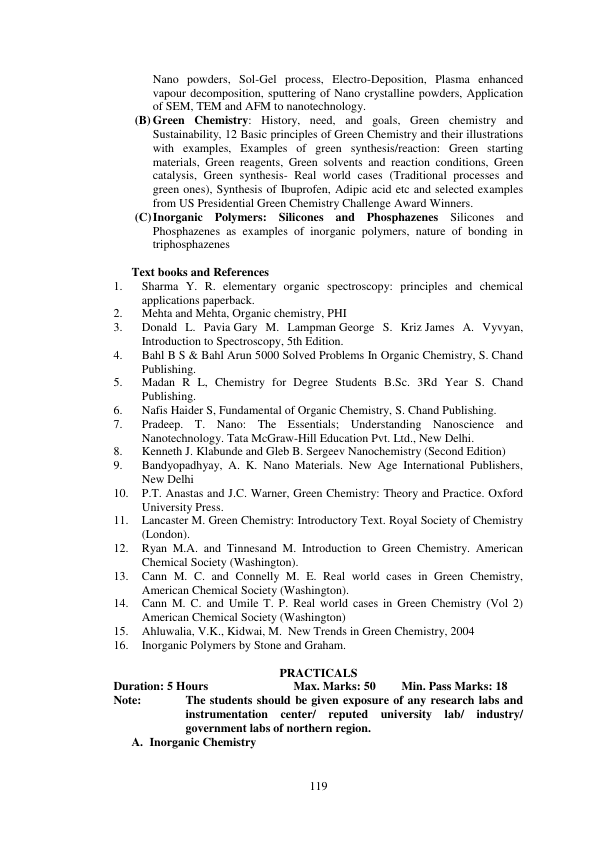 Nano powders, Sol-Gel process, Electro-Deposition, Plasma enhanced
vapour decomposition, sputtering of Nano crystalline powders, Application
of SEM, TEM and AFM to nanotechnology.
(B) Green Chemistry: History, need, and goals, Green chemistry and
Sustainability, 12 Basic principles of Green Chemistry and their illustrations
with examples, Examples of green synthesis/reaction: Green starting
materials, Green reagents, Green solvents and reaction conditions, Green
catalysis, Green synthesis- Real world cases (Traditional processes and
green ones), Synthesis of Ibuprofen, Adipic acid etc and selected examples
from US Presidential Green Chemistry Challenge Award Winners.
(C) Inorganic Polymers: Silicones and Phosphazenes Silicones and
Phosphazenes as examples of inorganic polymers, nature of bonding in
triphosphazenes
Text books and References
1. Sharma Y. R. elementary organic spectroscopy: principles and chemical
applications paperback.
2. Mehta and Mehta, Organic chemistry, PHI
3. Donald L. Pavia Gary M. Lampman George S. Kriz James A. Vyvyan,
Introduction to Spectroscopy, 5th Edition.
4. Bahl B S & Bahl Arun 5000 Solved Problems In Organic Chemistry, S. Chand
Publishing.
5. Madan R L, Chemistry for Degree Students B.Sc. 3Rd Year S. Chand
Publishing.
6. Nafis Haider S, Fundamental of Organic Chemistry, S. Chand Publishing.
7. Pradeep. T. Nano: The Essentials; Understanding Nanoscience and
Nanotechnology. Tata McGraw-Hill Education Pvt. Ltd., New Delhi.
8. Kenneth J. Klabunde and Gleb B. Sergeev Nanochemistry (Second Edition)
9. Bandyopadhyay, A. K. Nano Materials. New Age International Publishers,
New Delhi
10. P.T. Anastas and J.C. Warner, Green Chemistry: Theory and Practice. Oxford
University Press.
11. Lancaster M. Green Chemistry: Introductory Text. Royal Society of Chemistry
(London).
12. Ryan M.A. and Tinnesand M. Introduction to Green Chemistry. American
Chemical Society (Washington).
13. Cann M. C. and Connelly M. E. Real world cases in Green Chemistry,
American Chemical Society (Washington).
14. Cann M. C. and Umile T. P. Real world cases in Green Chemistry (Vol 2)
American Chemical Society (Washington)
15. Ahluwalia, V.K., Kidwai, M. New Trends in Green Chemistry, 2004
16. Inorganic Polymers by Stone and Graham.
PRACTICALS
Duration: 5 Hours Max. Marks: 50 Min. Pass Marks: 18
Note: The students should be given exposure of any research labs and
instrumentation center/ reputed university lab/ industry/
government labs of northern region.
A. Inorganic Chemistry
119